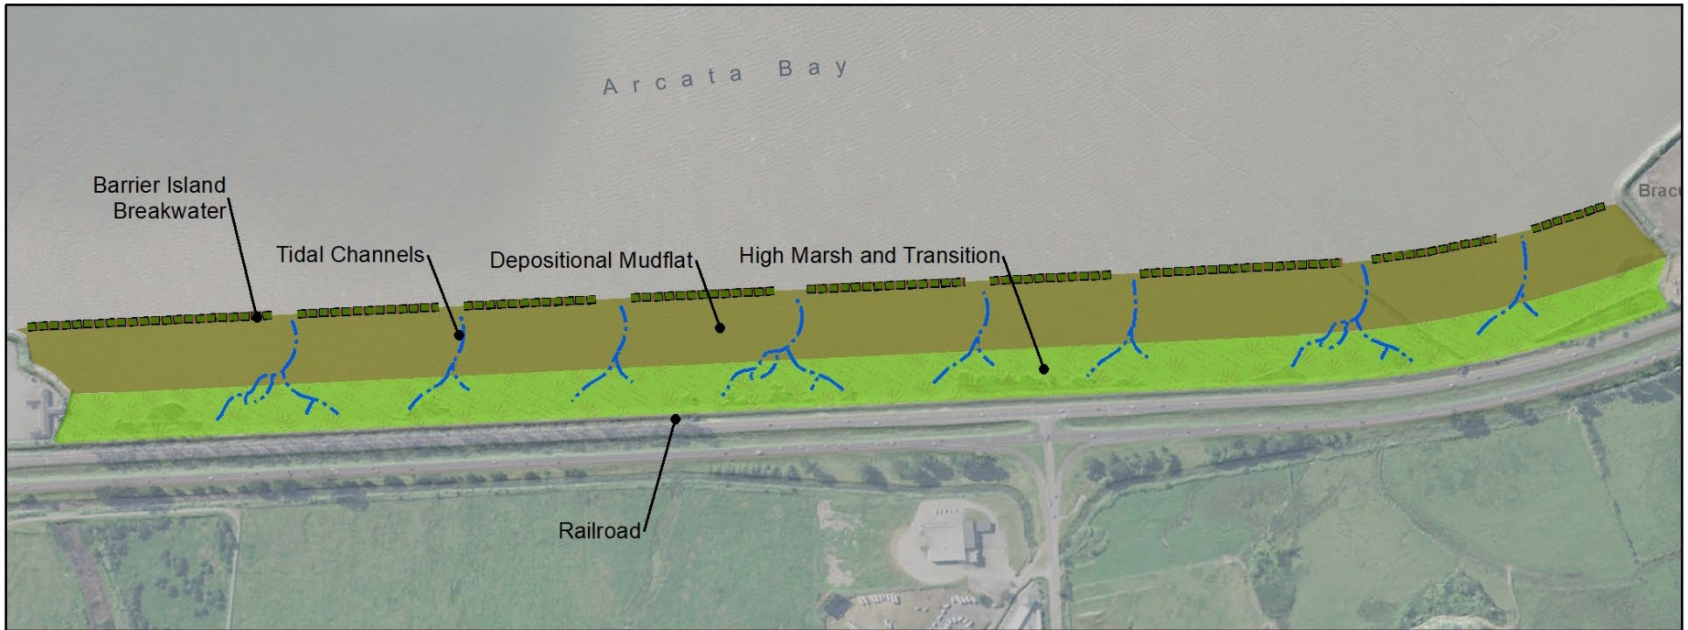 Arcata Bay
Barrier Island
Breakwater
Tidal Channels
Depositional Mudflat
High Marsh and Transition
Railroad